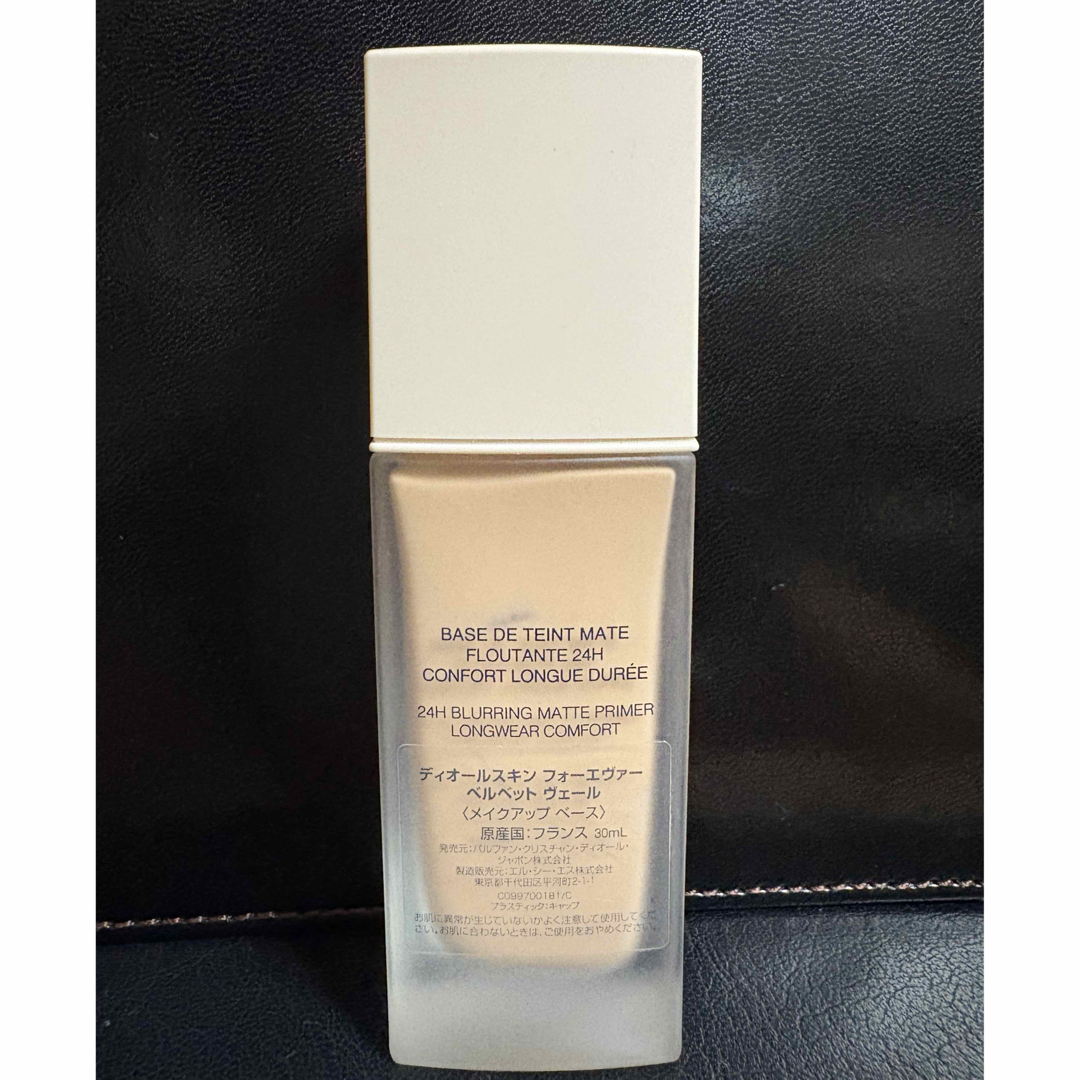 BASE DE TEINT MATE
FLOUTANTE 24H
CONFORT LONGUE DURÉE
24H BLURRING MATTE PRIMER
LONGWEAR COMFORT
ディオールスキン フォーエヴァー
ベルベット ヴェール
〈メイクアップ ベース〉
原産国:フランス 30mL
発売元:パルファン・クリスチャン・ディオール・
ジャポン株式会社
製造販売元:エル・シー・エス株式会社
東京都千代田区平河町2-1-1
C099700181/C
プラスティック:キャップ
お肌に異常が生じていないかよく注意して使用してくだ
さい。お肌に合わないときは、ご使用をおやめください。